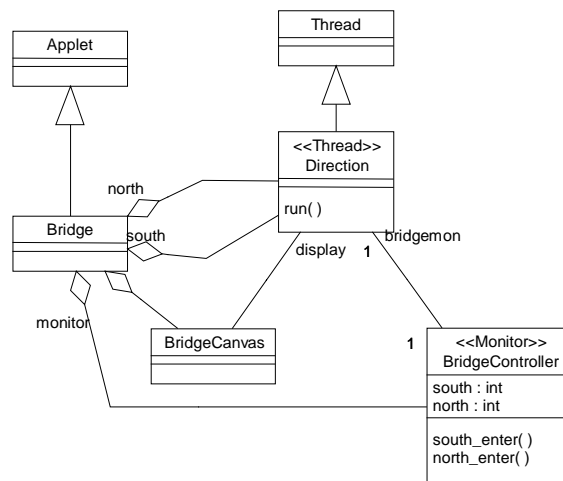 Thread
Applet
<<Thread>>
Direction
run( )
north
Bridge
south
display
1
bridgemon
monitor
BridgeCanvas
1
<<Monitor>>
BridgeController
south : int
north : int
south_enter( )
north_enter( )